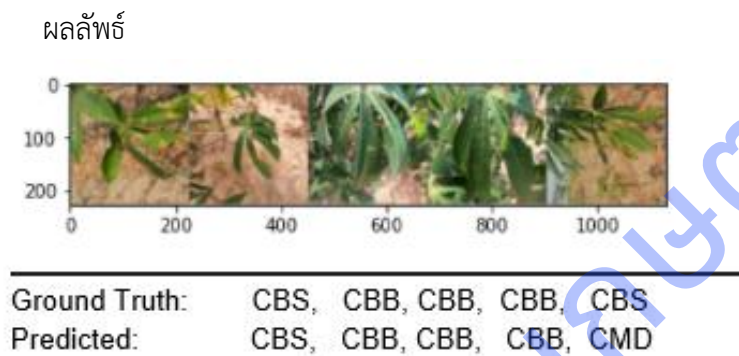 ผลลัพธ์
0
100
200
0 200 400 600 800 1000
Ground Truth: CBS, CBB, CBB, CBB, CBS
Predicted: CBS, CBB, CBB, CBB, CMD